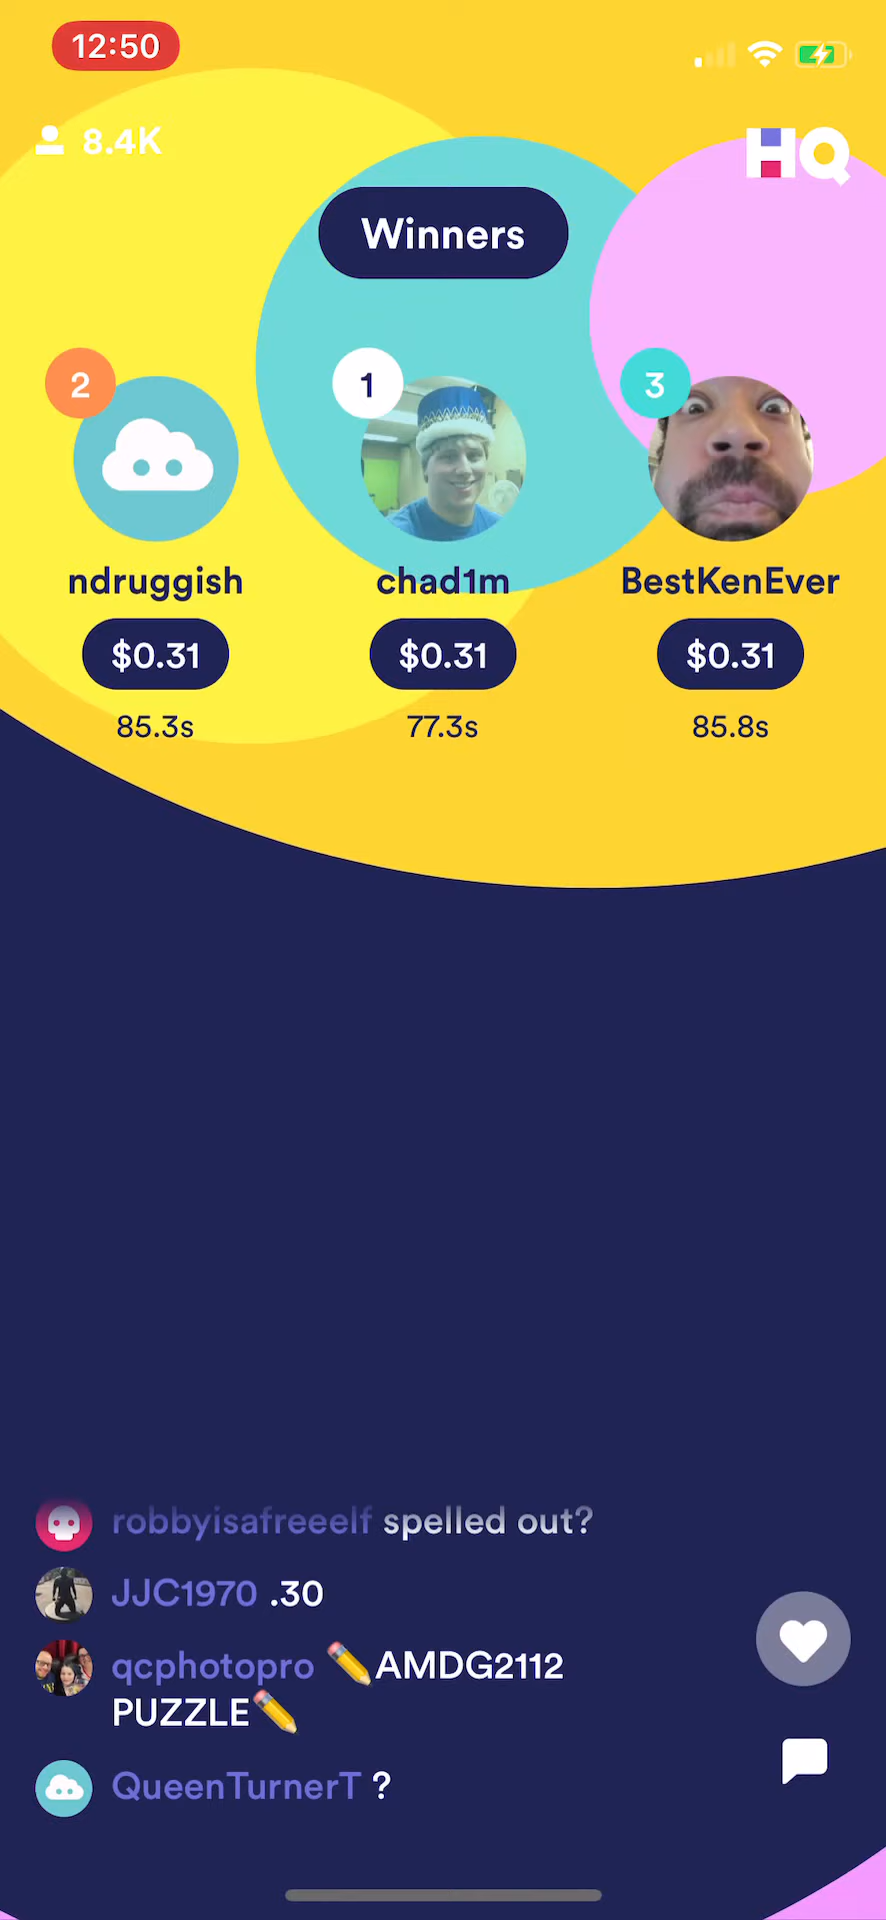 12:50
8.4K
HQ
Winners
2
1
3
ndruggish
chad1m
BestKenEver
$0.31
$0.31
$0.31
85.3s
77.3s
85.8s
robbyisafreeelf spelled out?
JJC1970 .30
qcphotopro ✏️AMDG2112
PUZZLE✏️
QueenTurnerT ?